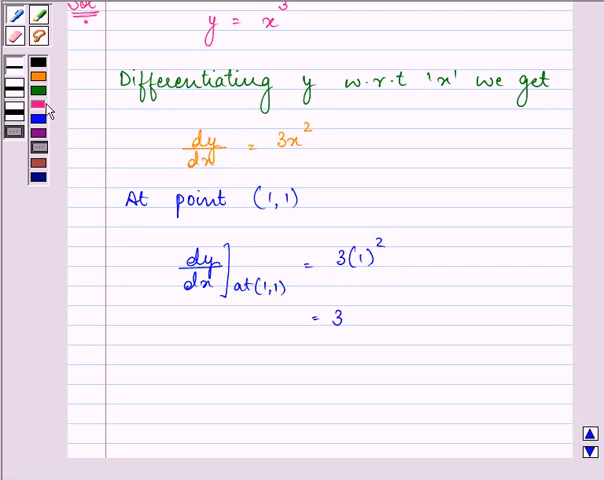 Sol
y = x³
Differentiating y w.r.t 'x' we get
dy/dx = 3x²
At point (1,1)
dy/dx]at(1,1) = 3(1)²
= 3